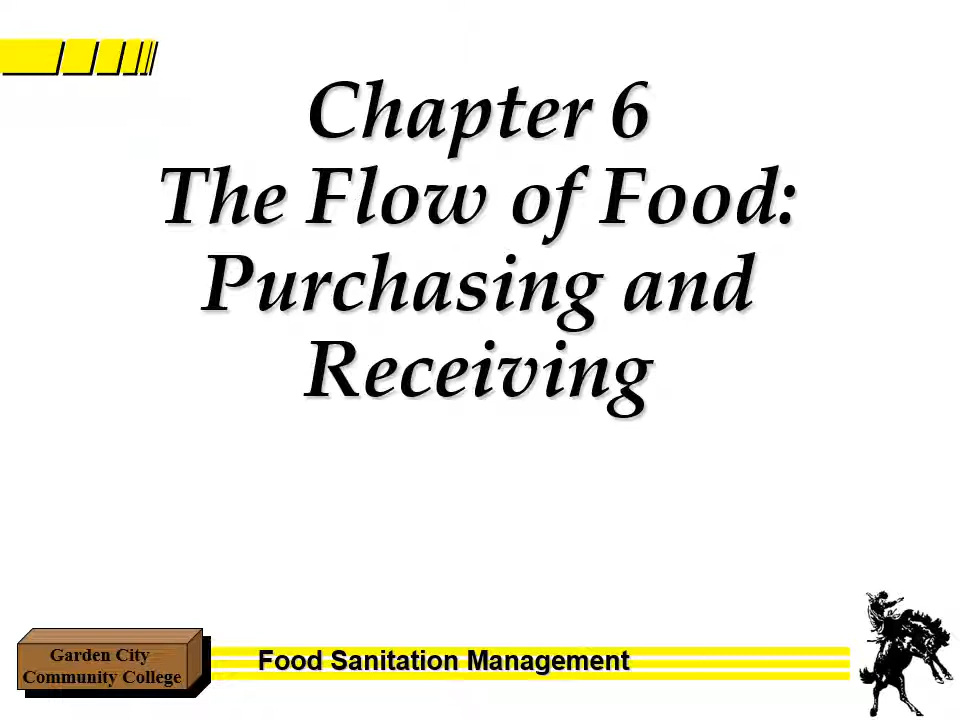 Chapter 6
The Flow of Food:
Purchasing and
Receiving
Garden City
Community College
Food Sanitation Management